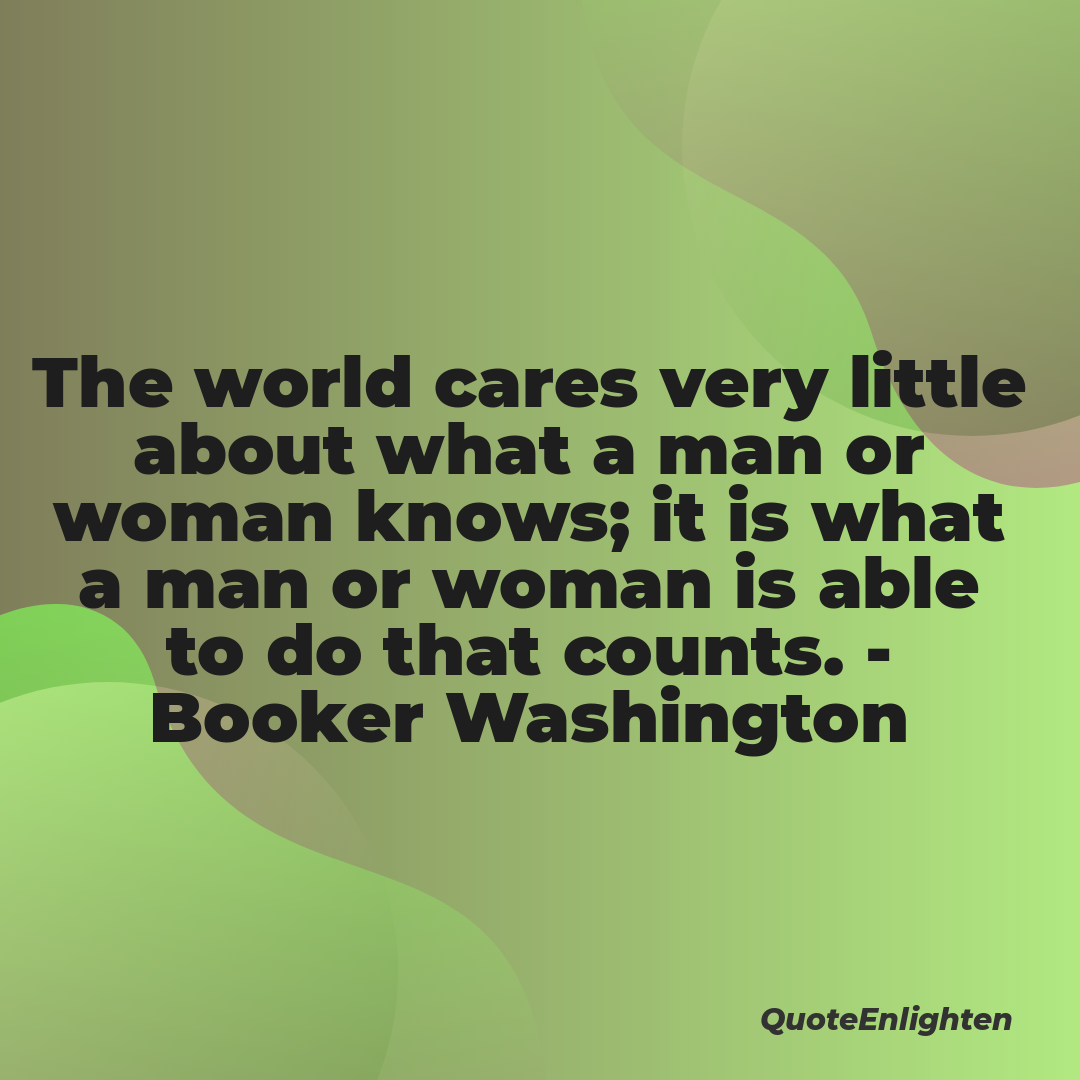 The world cares very little
about what a man or
woman knows; it is what
a man or woman is able
to do that counts. -
Booker Washington
QuoteEnlighten